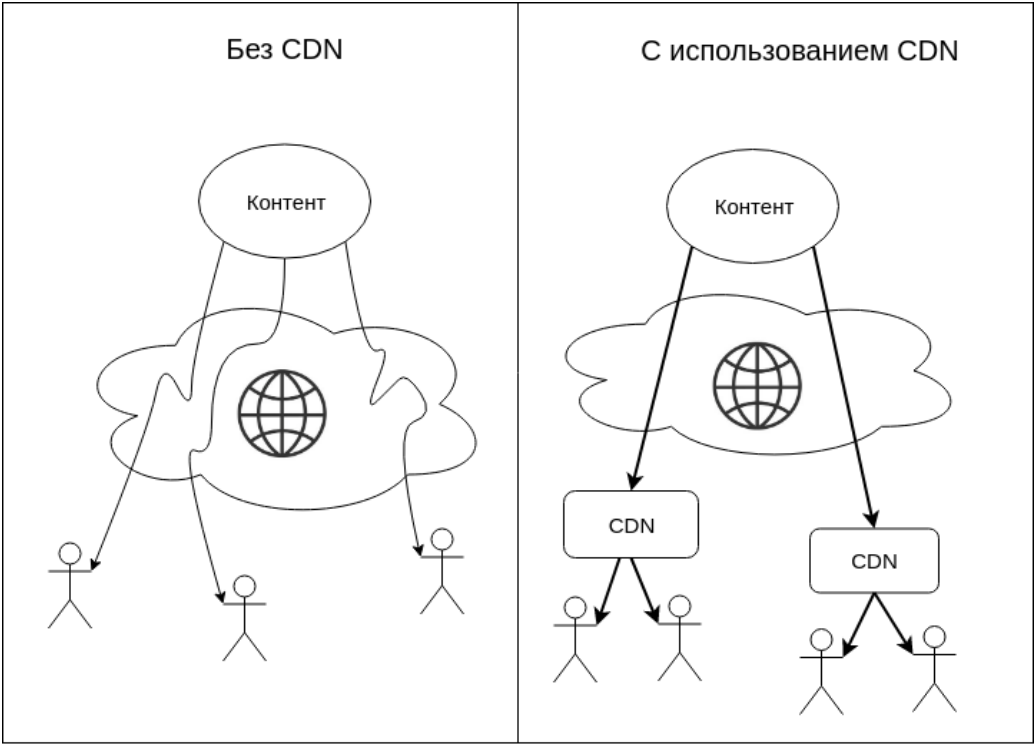 Без CDN
Контент
С использованием CDN
Контент
CDN
CDN